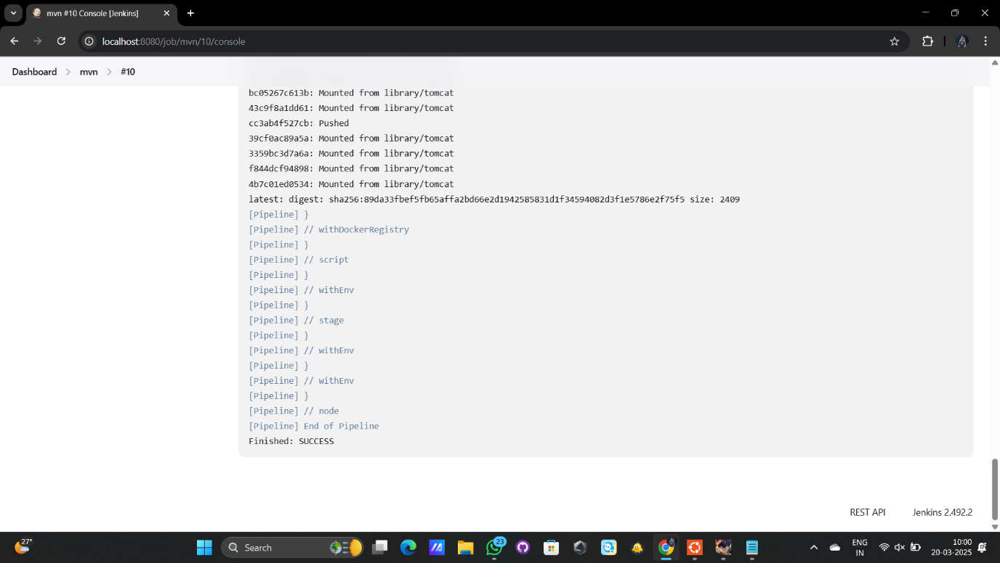 mvn #10 Console [Jenkins]
localhost:8080/job/mvn/10/console
Dashboard > mvn > #10
bc05267c613b: Mounted from library/tomcat
43c9f8a1dd61: Mounted from library/tomcat
cc3ab4f527cb: Pushed
39cf0ac89a5a: Mounted from library/tomcat
3359bc3d7a6a: Mounted from library/tomcat
f844dcf94898: Mounted from library/tomcat
4b7c01ed0534: Mounted from library/tomcat
latest: digest: sha256:89da33fbef5fb65affa2bd66e2d1942585831d1f34594082d3f1e5786e2f75f5 size: 2409
[Pipeline] }
[Pipeline] // withDockerRegistry
[Pipeline] }
[Pipeline] // script
[Pipeline] }
[Pipeline] // withEnv
[Pipeline] }
[Pipeline] // stage
[Pipeline] }
[Pipeline] // withEnv
[Pipeline] }
[Pipeline] // withEnv
[Pipeline] }
[Pipeline] // node
[Pipeline] End of Pipeline
Finished: SUCCESS
REST API Jenkins 2.492.2
27°
Search
23
ENG
IN
10:00
20-03-2025